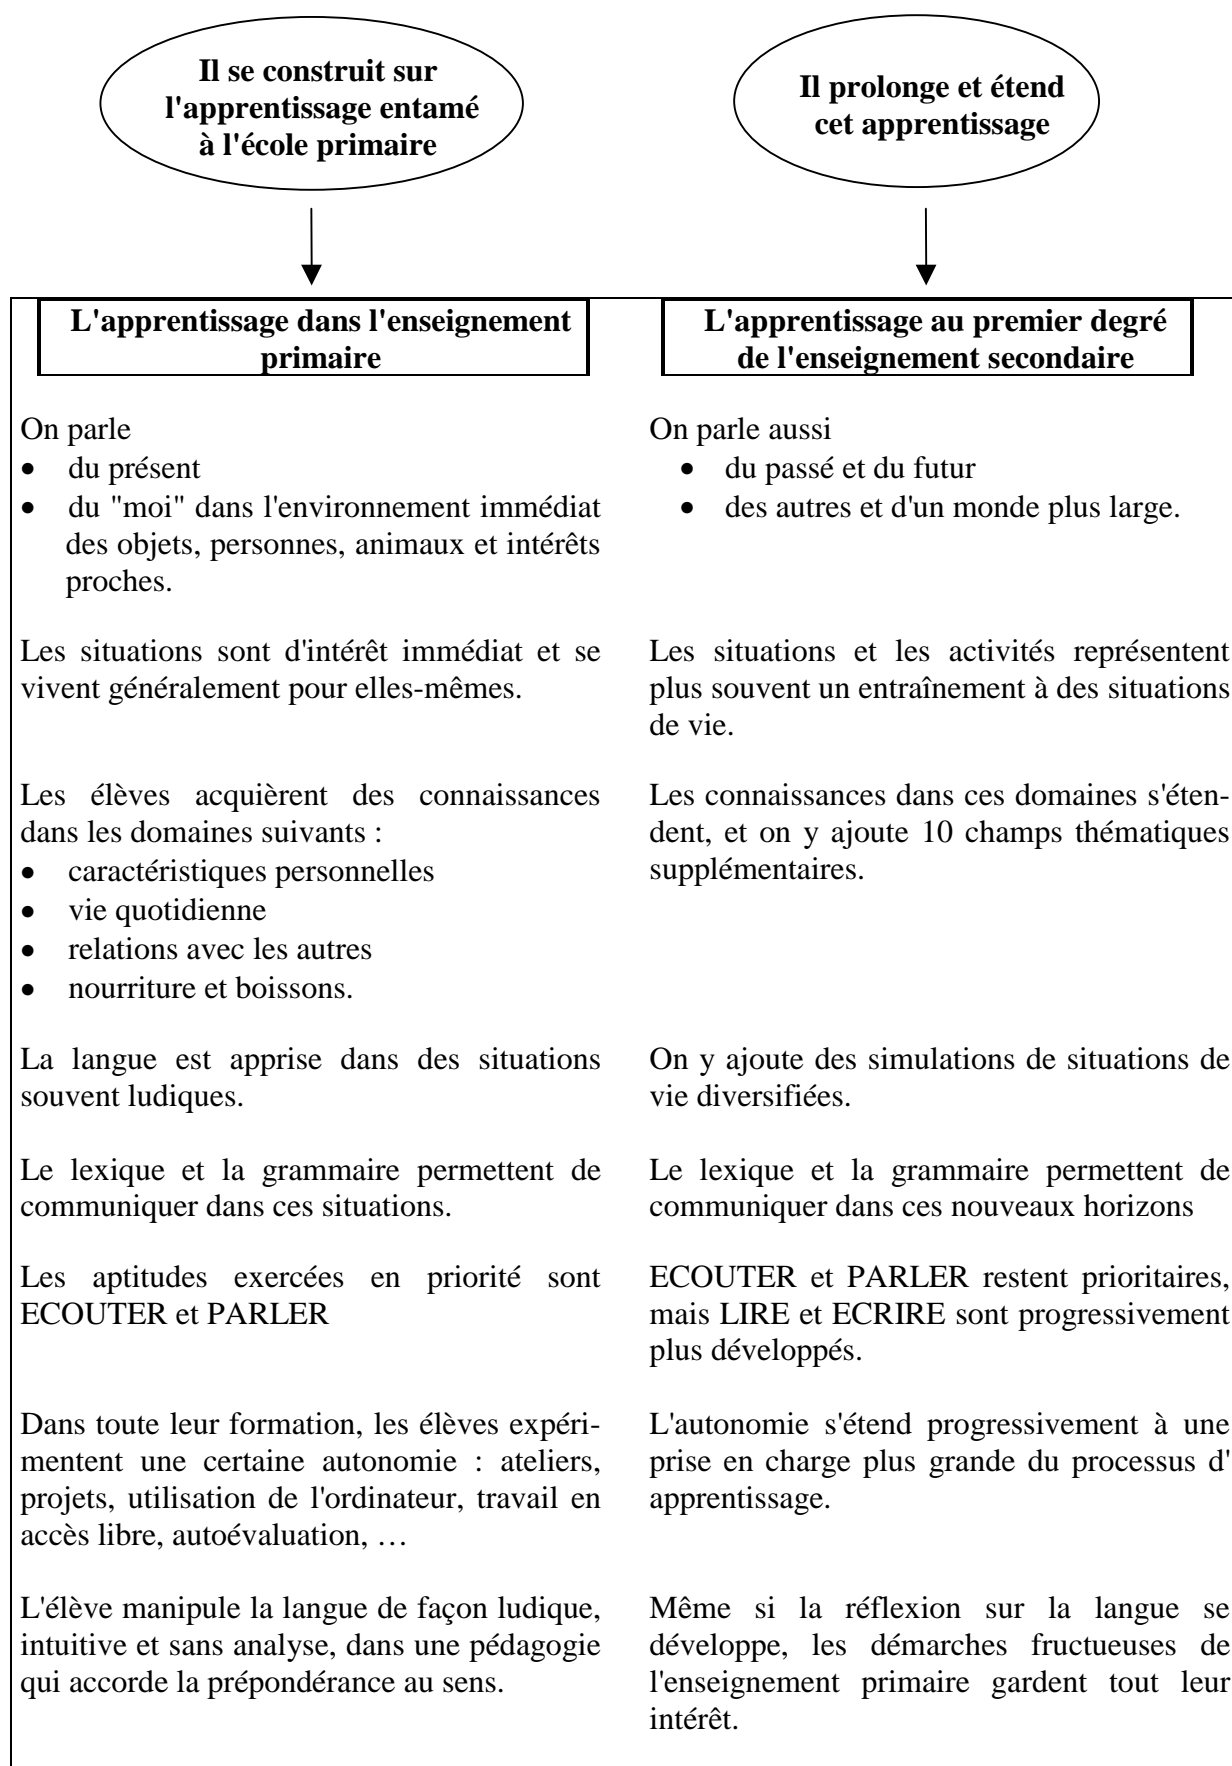 Il se construit sur
l'apprentissage entamé
à l'école primaire
Il prolonge et étend
cet apprentissage
L'apprentissage dans l'enseignement
primaire
On parle
• du présent
• du "moi" dans l'environnement immédiat
des objets, personnes, animaux et intérêts
proches.
Les situations sont d'intérêt immédiat et se
vivent généralement pour elles-mêmes.
Les élèves acquièrent des connaissances
dans les domaines suivants :
• caractéristiques personnelles
• vie quotidienne
• relations avec les autres
• nourriture et boissons.
La langue est apprise dans des situations
souvent ludiques.
Le lexique et la grammaire permettent de
communiquer dans ces situations.
Les aptitudes exercées en priorité sont
ECOUTER et PARLER
Dans toute leur formation, les élèves expéri-
mentent une certaine autonomie : ateliers,
projets, utilisation de l'ordinateur, travail en
accès libre, autoévaluation, …
L'élève manipule la langue de façon ludique,
intuitive et sans analyse, dans une pédagogie
qui accorde la prépondérance au sens.
L'apprentissage au premier degré
de l'enseignement secondaire
On parle aussi
• du passé et du futur
• des autres et d'un monde plus large.
Les situations et les activités représentent
plus souvent un entraînement à des situations
de vie.
Les connaissances dans ces domaines s'éten-
dent, et on y ajoute 10 champs thématiques
supplémentaires.
On y ajoute des simulations de situations de
vie diversifiées.
Le lexique et la grammaire permettent de
communiquer dans ces nouveaux horizons
ECOUTER et PARLER restent prioritaires,
mais LIRE et ECRIRE sont progressivement
plus développés.
L'autonomie s'étend progressivement à une
prise en charge plus grande du processus d'
apprentissage.
Même si la réflexion sur la langue se
développe, les démarches fructueuses de
l'enseignement primaire gardent tout leur
intérêt.